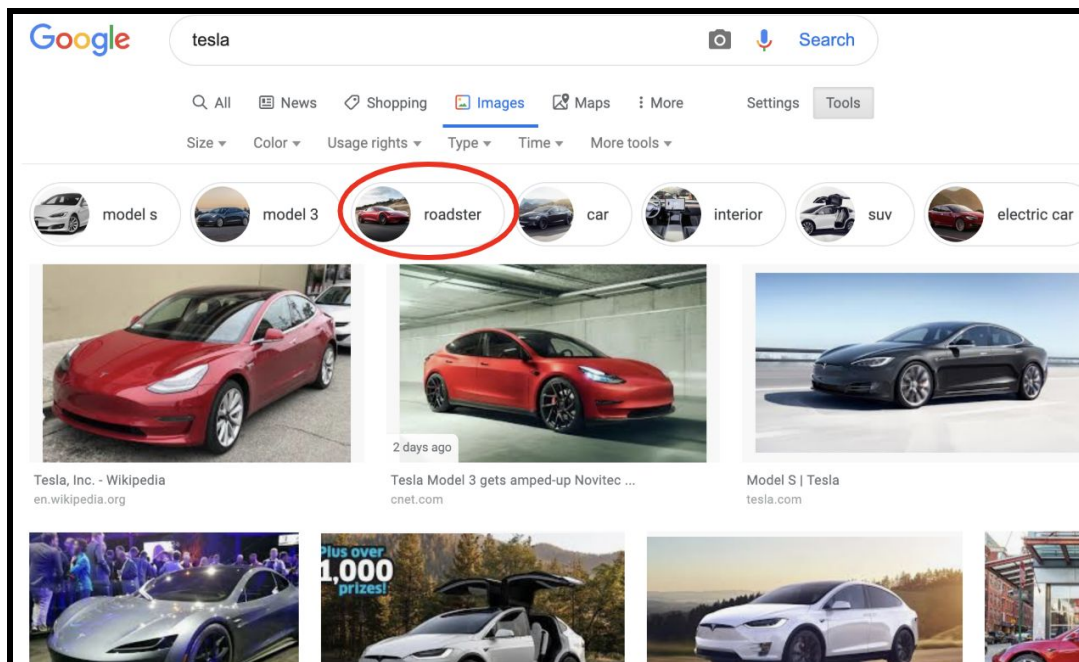 Google
tesla
Search
All News Shopping Images Maps More Settings Tools
Size Color Usage rights Type Time More tools
model s model 3 roadster car interior suv electric car
2 days ago
Tesla, Inc. - Wikipedia Tesla Model 3 gets amped-up Novitec ... Model S | Tesla
en.wikipedia.org cnet.com tesla.com
Plus over
1,000
prizes!